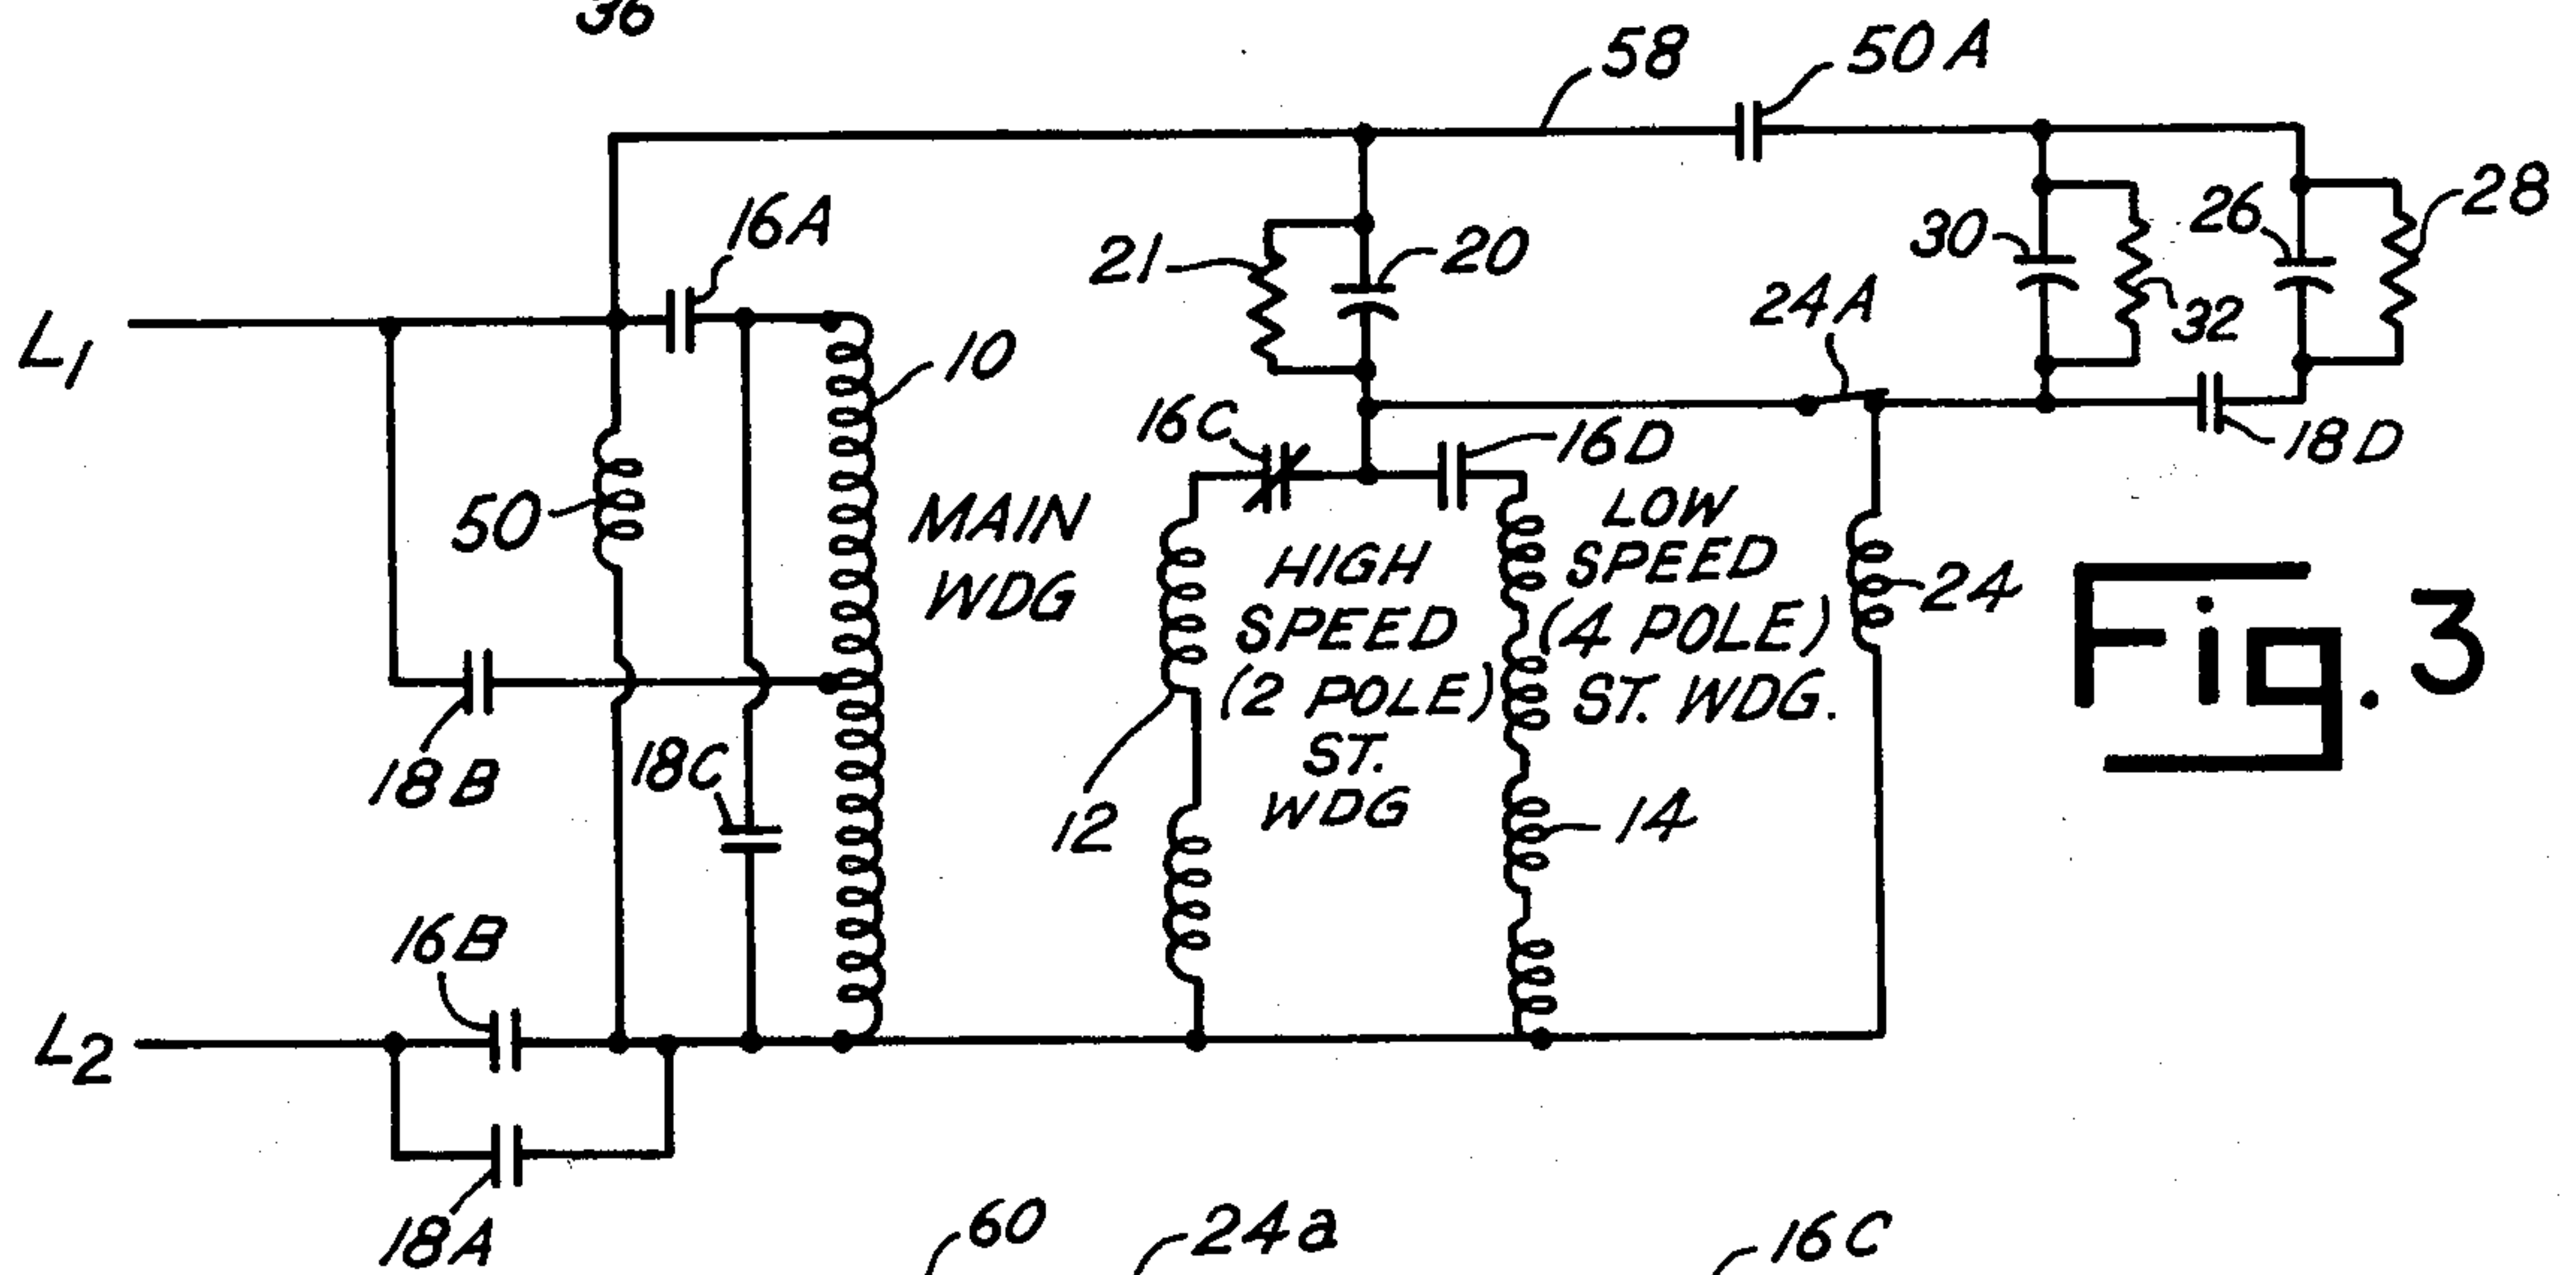 36
58
50A
16A
28
21
20
30
26
24A
32
L1
10
16C
16D
18D
50
MAIN
WDG
LOW
SPEED
(4 POLE)
ST. WDG.
HIGH
SPEED
(2 POLE)
ST.
WDG
24
Fig. 3
18B
18C
12
14
16B
L2
18A
60
24a
16C